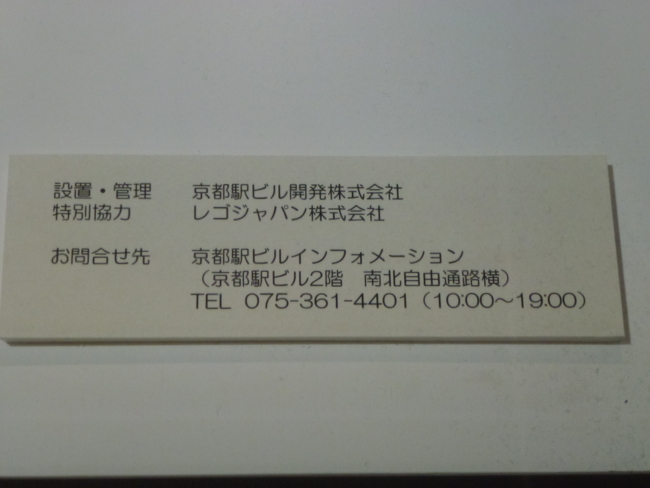 設置・管理 京都駅ビル開発株式会社
特別協力 レゴジャパン株式会社
お問合せ先 京都駅ビルインフォメーション
（京都駅ビル2階 南北自由通路横）
TEL 075-361-4401（10:00〜19:00）